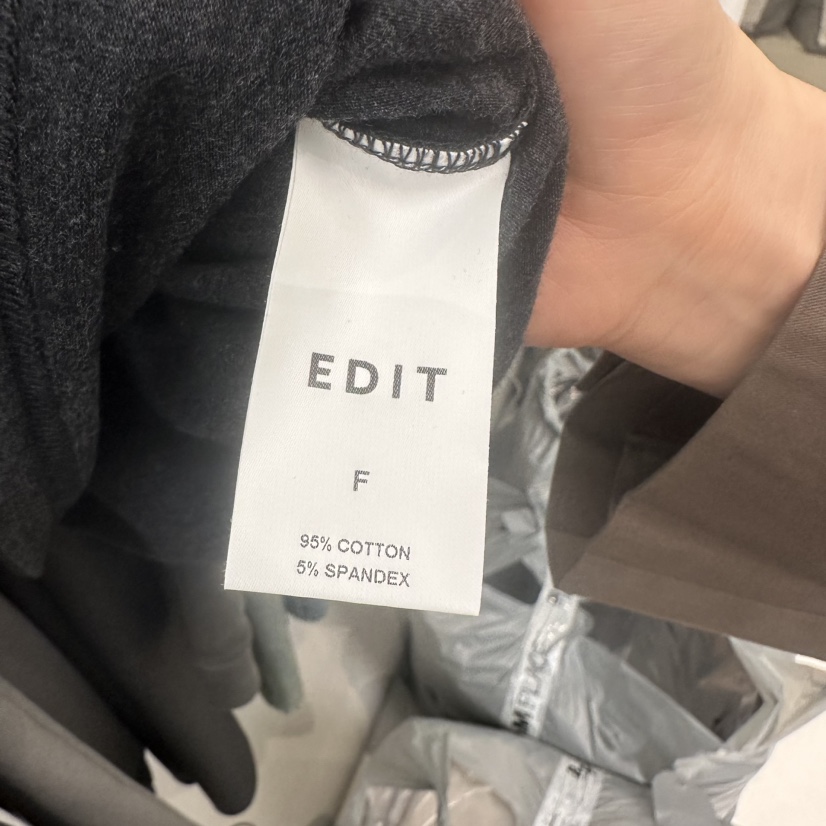 EDIT
F
95% COTTON
5% SPANDEX